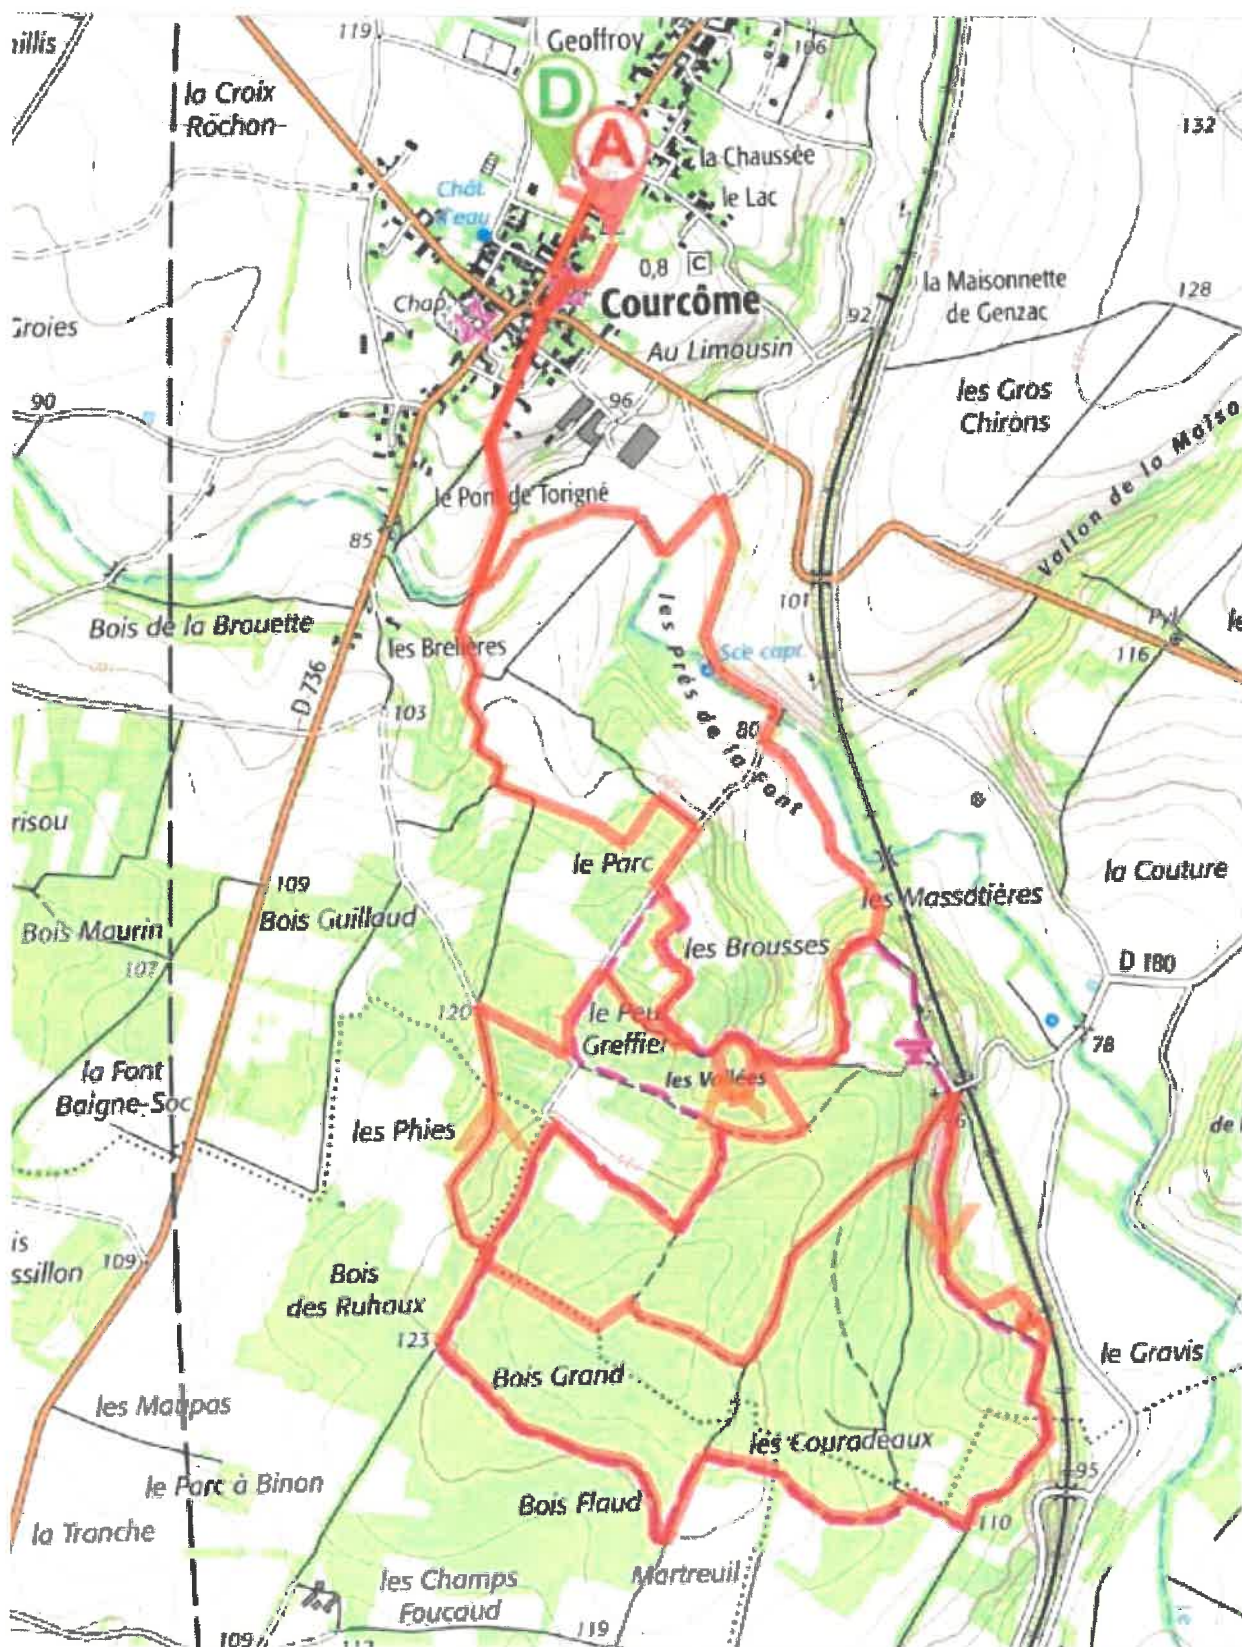 illis
119
Geoffroy
106
la Croix
Rochon
D
A
132
la Chaussée
le Lac
Chât.
d'eau
0,8
C
Courcôme
la Maisonnette
de Genzac
128
Chap.
92
Au Limousin
90
96
les Gros
Chirons
Vallon de la Maiso
le Pont de Torigné
85
101
Bois de la Brouette
les Brelières
les Prés de la Font
Sce capt.
Pyl.
116
le
D 736
103
80
risou
le Parc
109
Bois Guillaud
les Massotières
la Couture
Bois Maurin
107
les Brousses
D 180
120
le Peu
Greffier
78
la Font
Baigne-Soc
les Vallées
les Phies
de
is
ssillon
109
Bois
des Ruhaux
123
le Gravis
Bois Grand
les Maupas
les Couradeaux
le Parc à Binon
95
Bois Flaud
110
la Tranche
Martreuil
les Champs
Foucaud
119
109